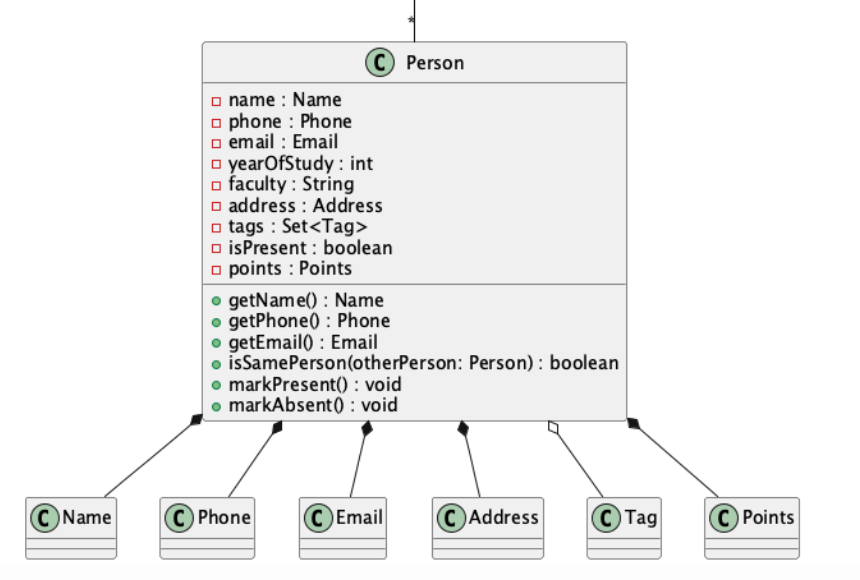 *
C Person
name : Name
phone : Phone
email : Email
yearOfStudy : int
faculty : String
address : Address
tags : Set<Tag>
isPresent : boolean
points : Points
getName() : Name
getPhone() : Phone
getEmail() : Email
isSamePerson(otherPerson: Person) : boolean
markPresent() : void
markAbsent() : void
C Name
C Phone
C Email
C Address
C Tag
C Points